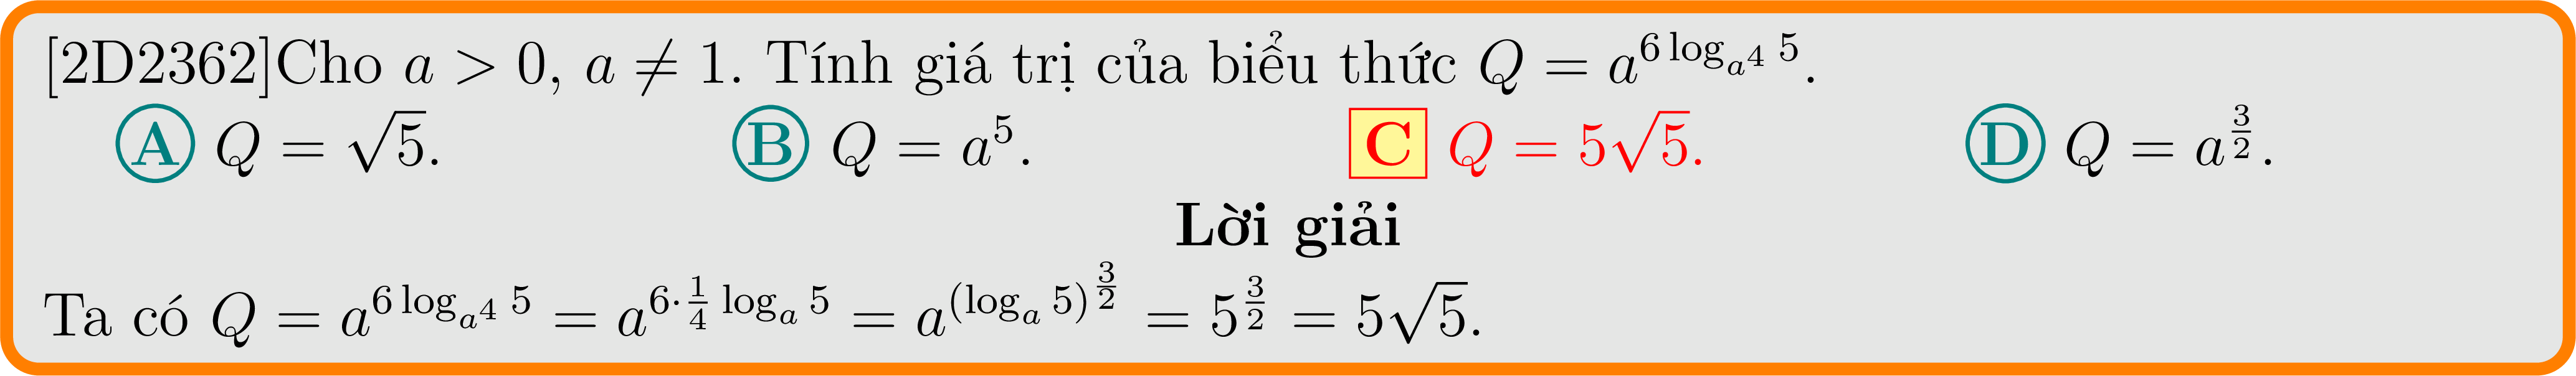 [2D2362]Cho $a > 0$, $a \neq 1$. Tính giá trị của biểu thức $Q = a^{6 \log_{a^4} 5}$.
A $Q = \sqrt{5}$. B $Q = a^5$. C $Q = 5\sqrt{5}$. D $Q = a^{\frac{3}{2}}$.
Lời giải
Ta có $Q = a^{6 \log_{a^4} 5} = a^{6 \cdot \frac{1}{4} \log_a 5} = a^{(\log_a 5)^{\frac{3}{2}}} = 5^{\frac{3}{2}} = 5\sqrt{5}$.